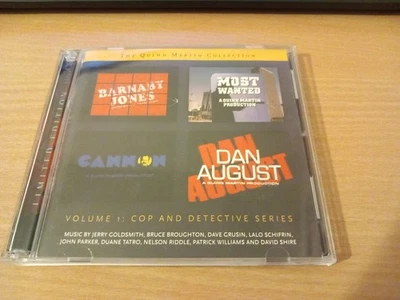 THE QUINN MARTIN COLLECTION
BARNABY
JONES
MOST
WANTED
A QUINN MARTIN
PRODUCTION
CANNON
DAN
AUGUST
DAN
AUGUST
A QUINN MARTIN PRODUCTION
LIMITED EDITION
VOLUME 1: COP AND DETECTIVE SERIES
MUSIC BY JERRY GOLDSMITH, BRUCE BROUGHTON, DAVE GRUSIN, LALO SCHIFRIN,
JOHN PARKER, DUANE TATRO, NELSON RIDDLE, PATRICK WILLIAMS AND DAVID SHIRE